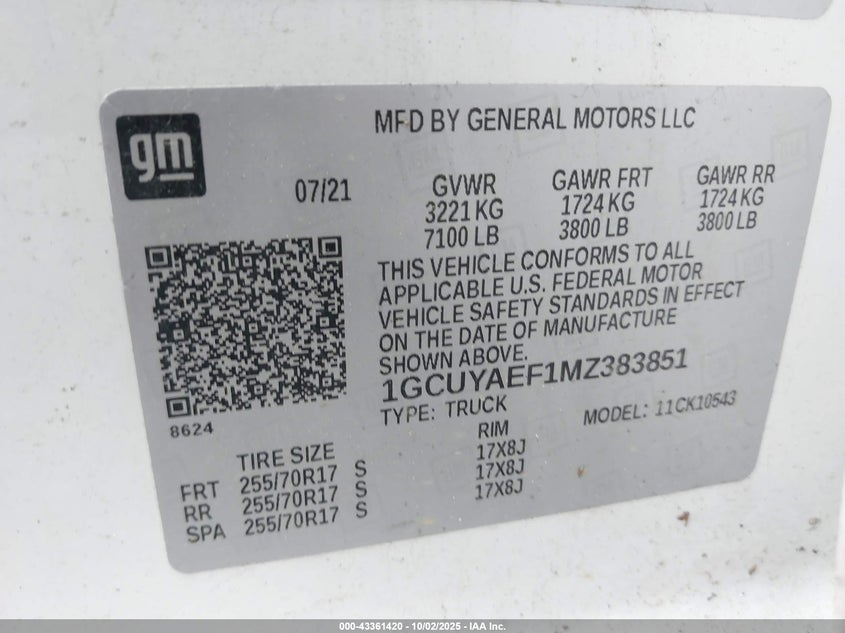 gm
MFD BY GENERAL MOTORS LLC
07/21
GVWR GAWR FRT GAWR RR
3221 KG 1724 KG 1724 KG
7100 LB 3800 LB 3800 LB
THIS VEHICLE CONFORMS TO ALL
APPLICABLE U.S. FEDERAL MOTOR
VEHICLE SAFETY STANDARDS IN EFFECT
ON THE DATE OF MANUFACTURE
SHOWN ABOVE.
1GCUYAEF1MZ383851
TYPE: TRUCK MODEL: 11CK10543
8624
TIRE SIZE RIM
FRT 255/70R17 S 17X8J
RR 255/70R17 S 17X8J
SPA 255/70R17 S 17X8J
000-43361420 - 10/02/2025 - IAA Inc.